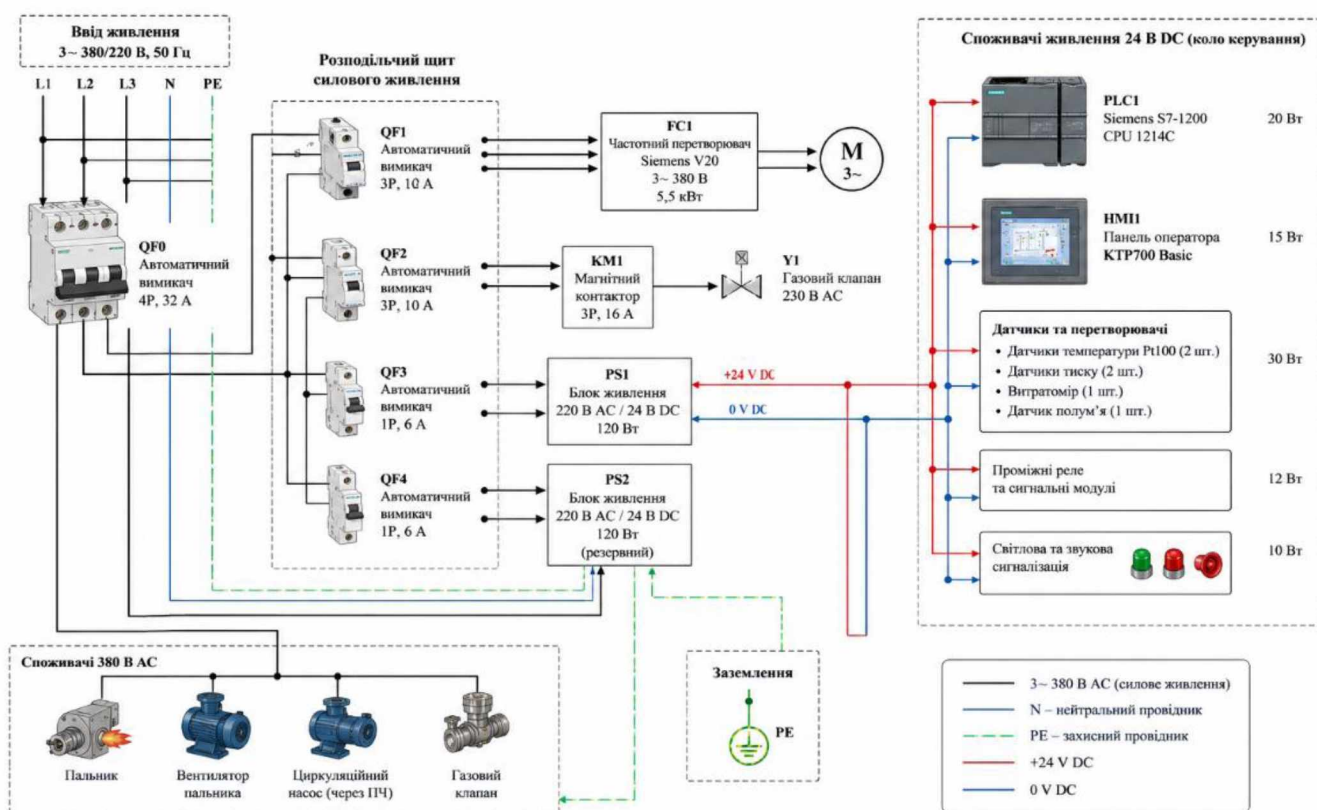 Ввід живлення
3~ 380/220 В, 50 Гц
L1 L2 L3 N PE
QF0
Автоматичний
вимикач
4P, 32 А
Розподільчий щит
силового живлення
QF1
Автоматичний
вимикач
3P, 10 А
QF2
Автоматичний
вимикач
3P, 10 А
QF3
Автоматичний
вимикач
1P, 6 А
QF4
Автоматичний
вимикач
1P, 6 А
FC1
Частотний перетворювач
Siemens V20
3~ 380 В
5,5 кВт
M
3~
KM1
Магнітний
контактор
3P, 16 А
Y1
Газовий клапан
230 В АС
PS1
Блок живлення
220 В АС / 24 В DC
120 Вт
+24 V DC
0 V DC
PS2
Блок живлення
220 В АС / 24 В DC
120 Вт
(резервний)
Споживачі живлення 24 В DC (коло керування)
PLC1
Siemens S7-1200
CPU 1214C
20 Вт
HMI1
Панель оператора
KTP700 Basic
15 Вт
Датчики та перетворювачі
• Датчики температури Pt100 (2 шт.)
• Датчики тиску (2 шт.)
• Витратомір (1 шт.)
• Датчик полум’я (1 шт.)
30 Вт
Проміжні реле
та сигнальні модулі
12 Вт
Світлова та звукова
сигналізація
10 Вт
Споживачі 380 В АС
Пальник
Вентилятор
пальника
Циркуляційний
насос (через ПЧ)
Газовий
клапан
Заземлення
PE
3~ 380 В АС (силове живлення)
N – нейтральний провідник
PE – захисний провідник
+24 V DC
0 V DC